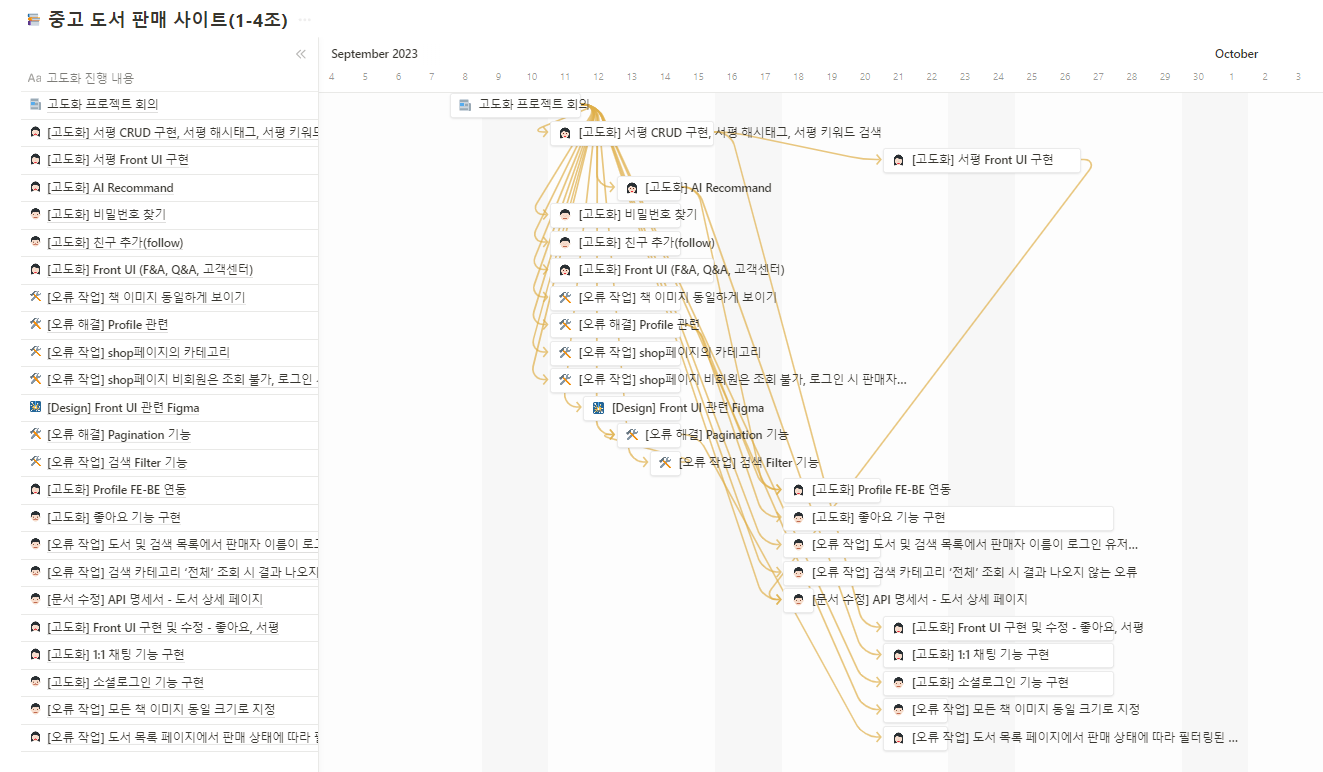 중고 도서 판매 사이트(1-4조)
September 2023
October
Aa 고도화 진행 내용
4 5 6 7 8 9 10 11 12 13 14 15 16 17 18 19 20 21 22 23 24 25 26 27 28 29 30 1 2 3
고도화 프로젝트 회의
고도화 프로젝트 회의
[고도화] 서평 CRUD 구현, 서평 해시태그, 서평 키워드
[고도화] 서평 CRUD 구현, 서평 해시태그, 서평 키워드 검색
[고도화] 서평 Front UI 구현
[고도화] 서평 Front UI 구현
[고도화] AI Recommand
[고도화] AI Recommand
[고도화] 비밀번호 찾기
[고도화] 비밀번호 찾기
[고도화] 친구 추가(follow)
[고도화] 친구 추가(follow)
[고도화] Front UI (F&A, Q&A, 고객센터)
[고도화] Front UI (F&A, Q&A, 고객센터)
[오류 작업] 책 이미지 동일하게 보이기
[오류 작업] 책 이미지 동일하게 보이기
[오류 해결] Profile 관련
[오류 해결] Profile 관련
[오류 작업] shop페이지의 카테고리
[오류 작업] shop페이지의 카테고리
[오류 작업] shop페이지 비회원은 조회 불가, 로그인
[오류 작업] shop페이지 비회원은 조회 불가, 로그인 시 판매자...
[Design] Front UI 관련 Figma
[Design] Front UI 관련 Figma
[오류 해결] Pagination 기능
[오류 해결] Pagination 기능
[오류 작업] 검색 Filter 기능
[오류 작업] 검색 Filter 기능
[고도화] Profile FE-BE 연동
[고도화] Profile FE-BE 연동
[고도화] 좋아요 기능 구현
[고도화] 좋아요 기능 구현
[오류 작업] 도서 및 검색 목록에서 판매자 이름이 로그
[오류 작업] 도서 및 검색 목록에서 판매자 이름이 로그인 유저...
[오류 작업] 검색 카테고리 ‘전체’ 조회 시 결과 나오지
[오류 작업] 검색 카테고리 ‘전체’ 조회 시 결과 나오지 않는 오류
[문서 수정] API 명세서 - 도서 상세 페이지
[문서 수정] API 명세서 - 도서 상세 페이지
[고도화] Front UI 구현 및 수정 - 좋아요, 서평
[고도화] Front UI 구현 및 수정 - 좋아요, 서평
[고도화] 1:1 채팅 기능 구현
[고도화] 1:1 채팅 기능 구현
[고도화] 소셜로그인 기능 구현
[고도화] 소셜로그인 기능 구현
[오류 작업] 모든 책 이미지 동일 크기로 지정
[오류 작업] 모든 책 이미지 동일 크기로 지정
[오류 작업] 도서 목록 페이지에서 판매 상태에 따라
[오류 작업] 도서 목록 페이지에서 판매 상태에 따라 필터링된 ...